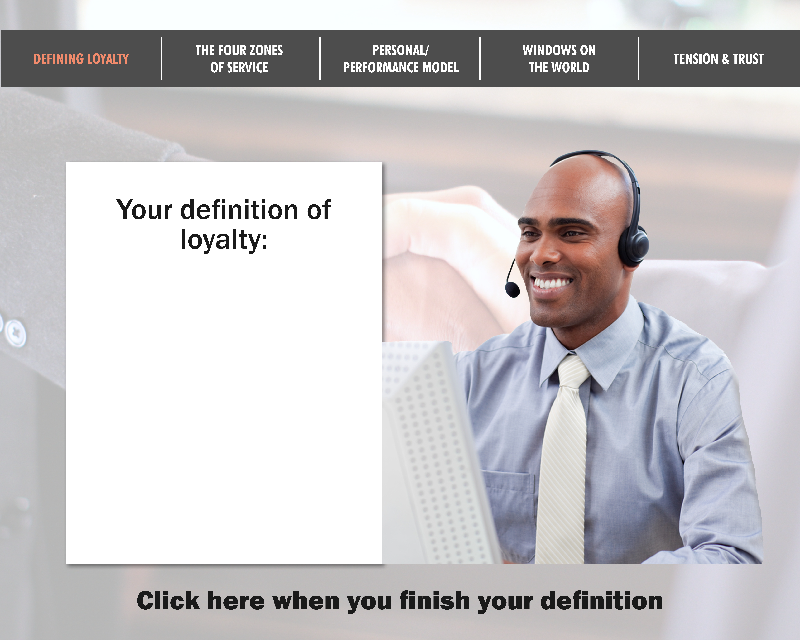 DEFINING LOYALTY
THE FOUR ZONES
OF SERVICE
PERSONAL/
PERFORMANCE MODEL
WINDOWS ON
THE WORLD
TENSION & TRUST
Your definition of
loyalty:
Click here when you finish your definition